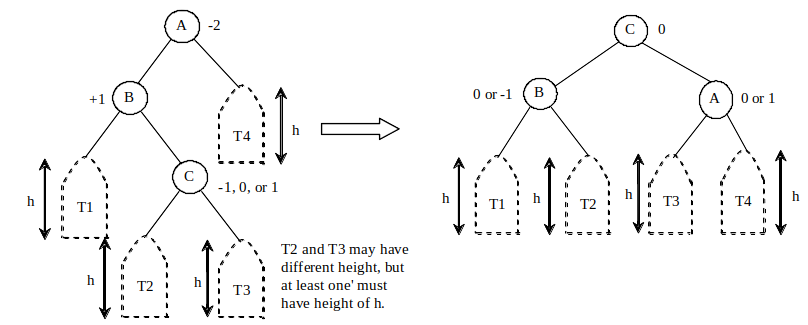 A -2
+1 B
h
T4
C -1, 0, or 1
h
T1
h
T2
h
T3
T2 and T3 may have
different height, but
at least one' must
have height of h.
C 0
0 or -1 B
A 0 or 1
h
T1
h
T2
h
T3
T4
h